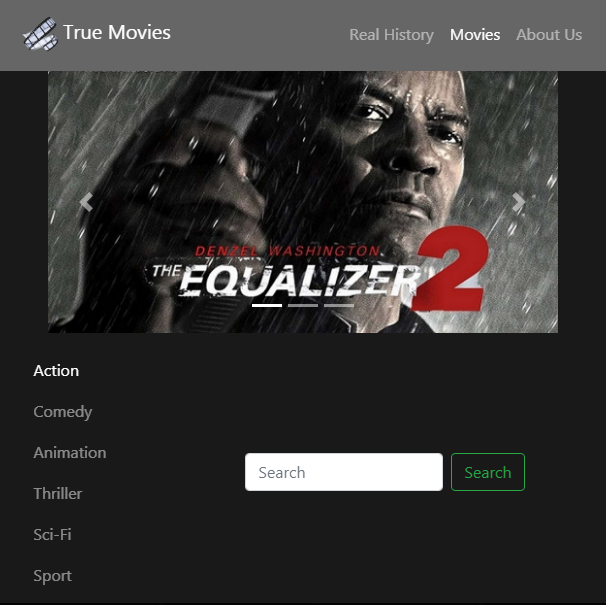 True Movies
Real History Movies About Us
DENZEL WASHINGTON
THE EQUALIZER 2
Action
Comedy
Animation
Thriller
Sci-Fi
Sport
Search Search